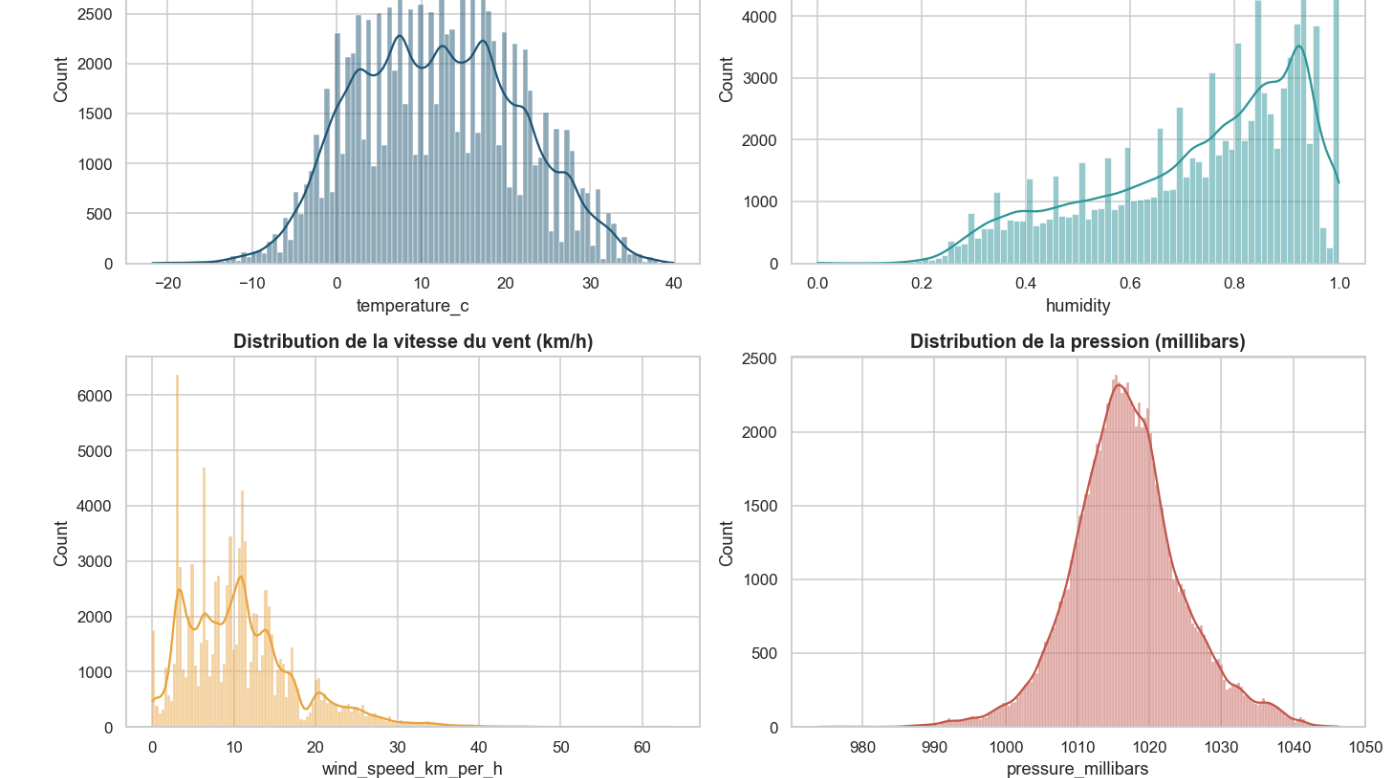 2500
2000
1500
1000
500
0
Count
−20 −10 0 10 20 30 40
temperature_c
4000
3000
2000
1000
0
Count
0.0 0.2 0.4 0.6 0.8 1.0
humidity
Distribution de la vitesse du vent (km/h)
6000
5000
4000
3000
2000
1000
0
Count
0 10 20 30 40 50 60
wind_speed_km_per_h
Distribution de la pression (millibars)
2500
2000
1500
1000
500
0
Count
980 990 1000 1010 1020 1030 1040 1050
pressure_millibars